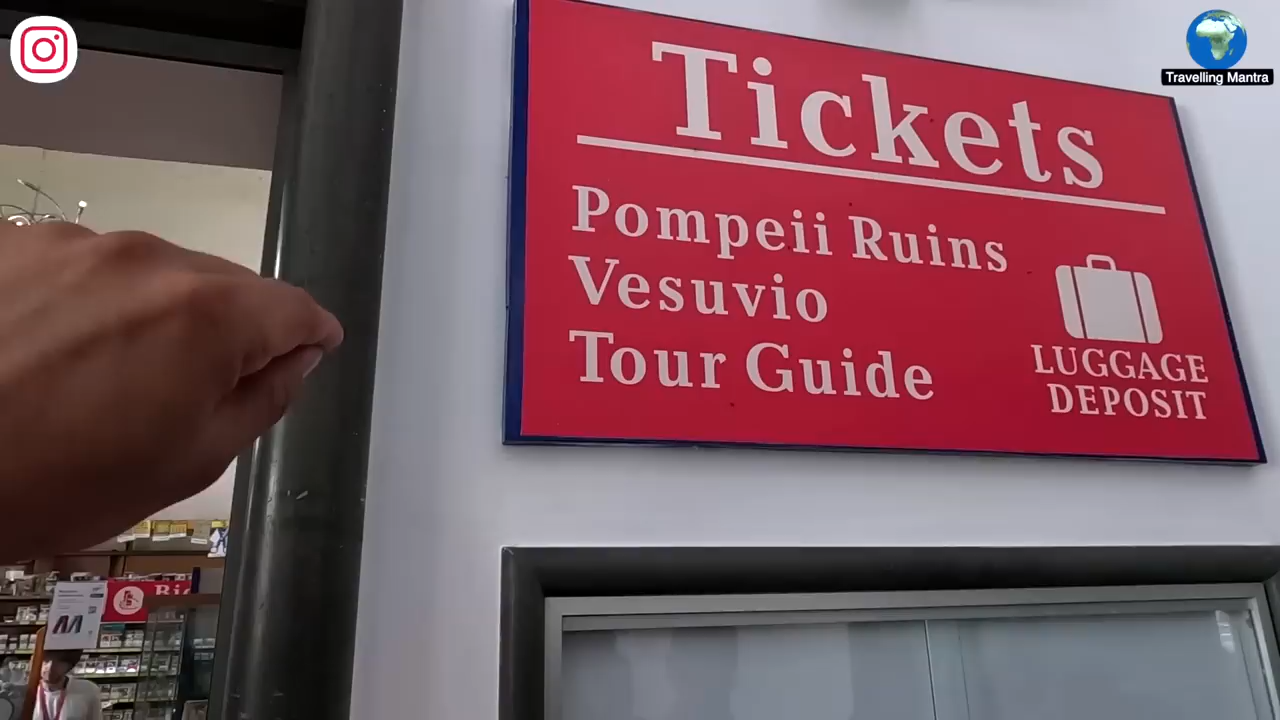 Travelling Mantra
Tickets
Pompeii Ruins
Vesuvio
Tour Guide
LUGGAGE
DEPOSIT